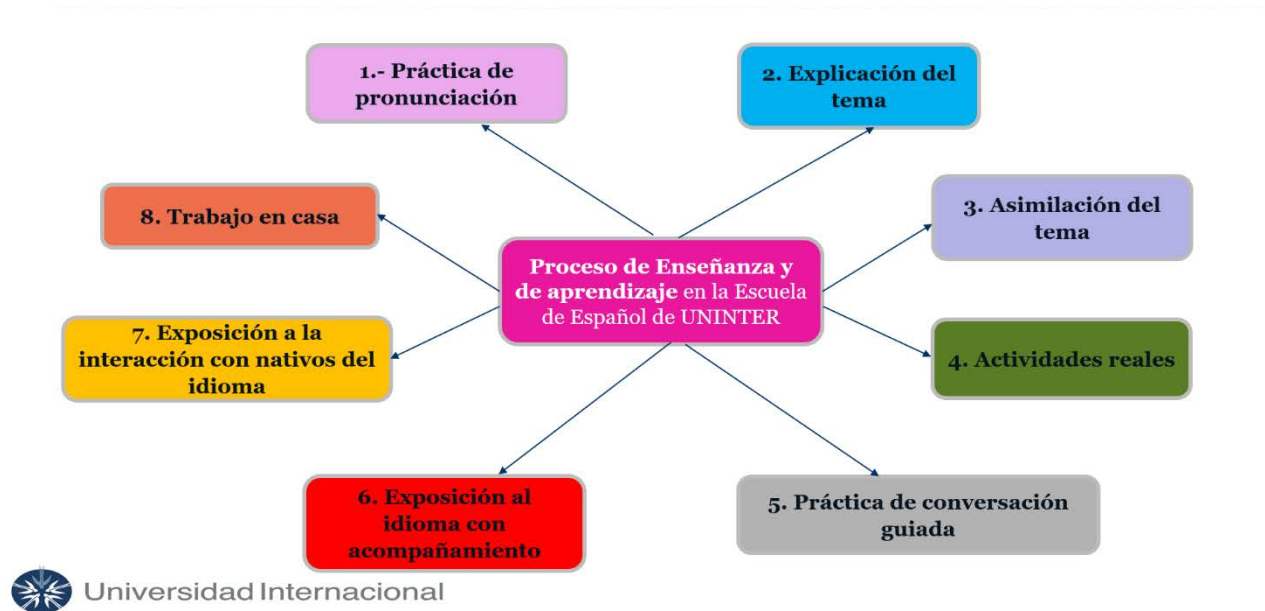 1.- Práctica de
pronunciación
2. Explicación del
tema
3. Asimilación del
tema
8. Trabajo en casa
Proceso de Enseñanza y
de aprendizaje en la Escuela
de Español de UNINTER
7. Exposición a la
interacción con nativos del
idioma
4. Actividades reales
6. Exposición al
idioma con
acompañamiento
5. Práctica de conversación
guiada
Universidad Internacional